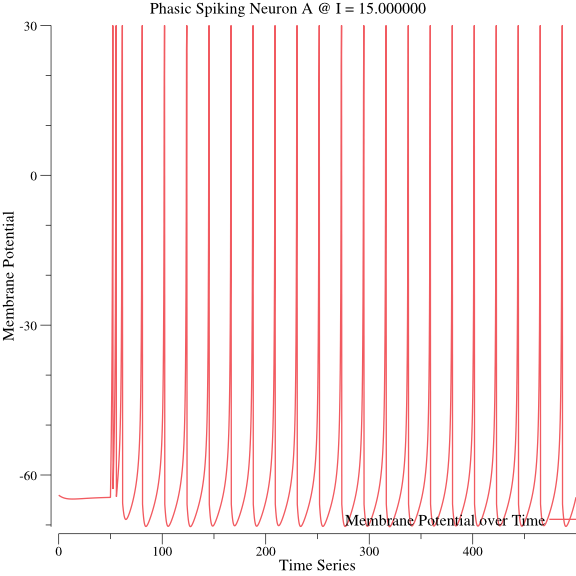 Phasic Spiking Neuron A @ I = 15.000000
30
0
-30
-60
Membrane Potential
Membrane Potential over Time
0 100 200 300 400
Time Series